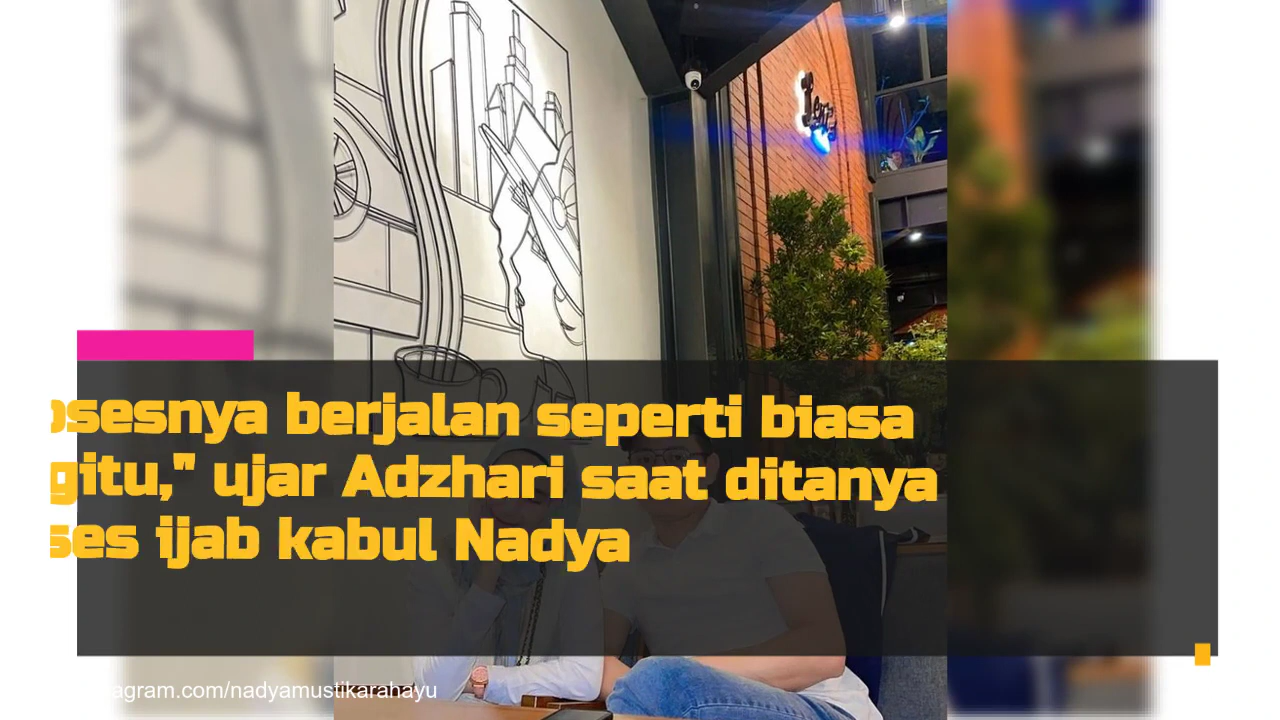 osesnya berjalan seperti biasa
gitu," ujar Adzhari saat ditanya
ses ijab kabul Nadya
agram.com/nadyamustikarahayu